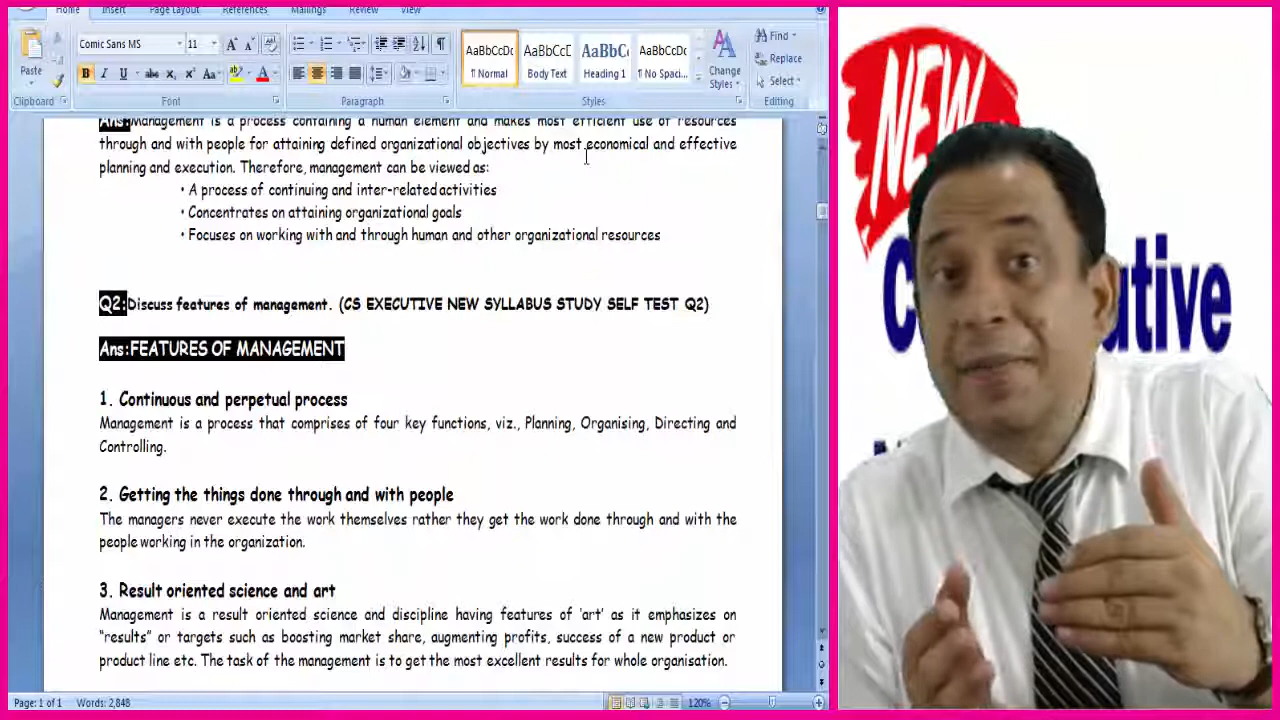 Home Insert Page Layout References Mailings Review View
Comic Sans MS 11
Paste
B I U abc X₂ X² Aa A
AaBbCcDc AaBbCcD AaBbCc AaBbCcDc
¶ Normal Body Text Heading 1 ¶ No Spaci...
Change
Styles
Find
Replace
Select
Clipboard Font Paragraph Styles Editing
Ans:Management is a process containing a human element and makes most efficient use of resources
through and with people for attaining defined organizational objectives by most economical and effective
planning and execution. Therefore, management can be viewed as:
• A process of continuing and inter-related activities
• Concentrates on attaining organizational goals
• Focuses on working with and through human and other organizational resources
Q2:Discuss features of management. (CS EXECUTIVE NEW SYLLABUS STUDY SELF TEST Q2)
Ans:FEATURES OF MANAGEMENT
1. Continuous and perpetual process
Management is a process that comprises of four key functions, viz., Planning, Organising, Directing and
Controlling.
2. Getting the things done through and with people
The managers never execute the work themselves rather they get the work done through and with the
people working in the organization.
3. Result oriented science and art
Management is a result oriented science and discipline having features of 'art' as it emphasizes on
"results" or targets such as boosting market share, augmenting profits, success of a new product or
product line etc. The task of the management is to get the most excellent results for whole organisation.
Page: 1 of 1 Words: 2,848 120%
NEW